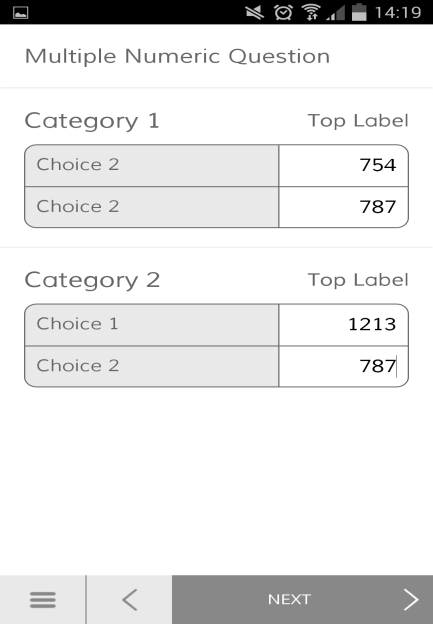 14:19
Multiple Numeric Question
Category 1 Top Label
Choice 2 754
Choice 2 787
Category 2 Top Label
Choice 1 1213
Choice 2 787
NEXT